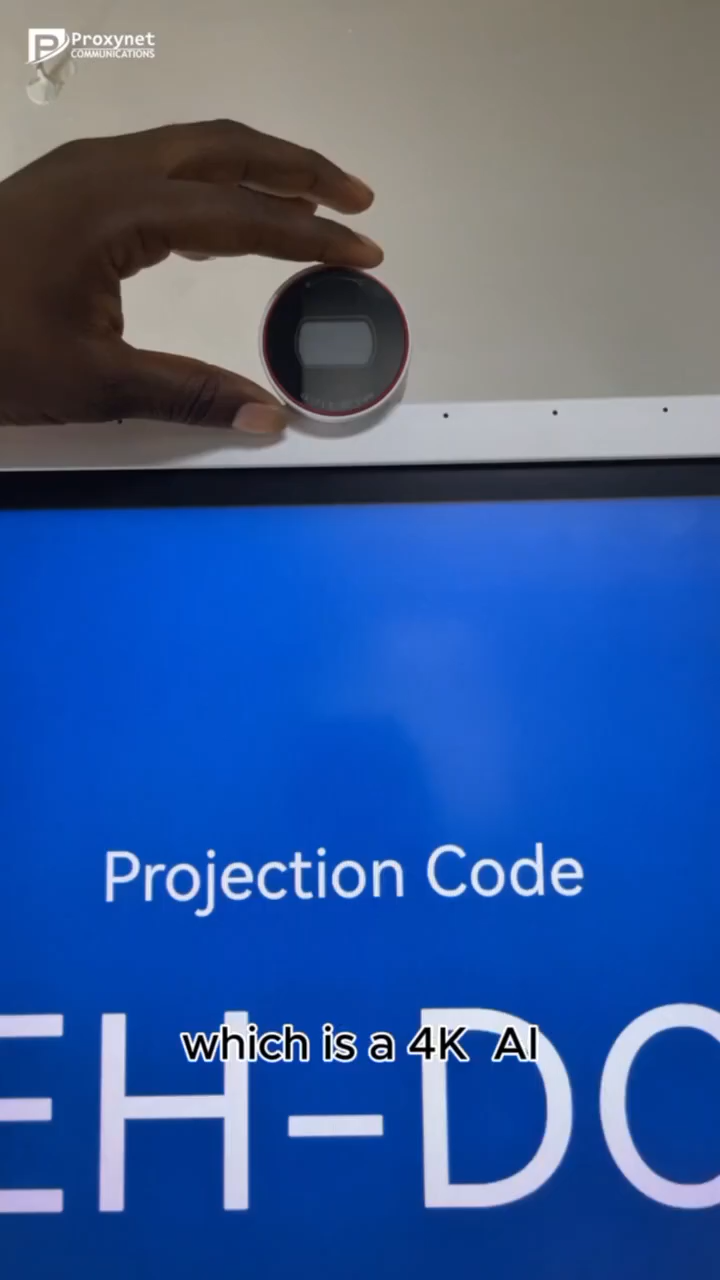 Proxynet
COMMUNICATIONS
Projection Code
EH-DO
which is a 4K AI